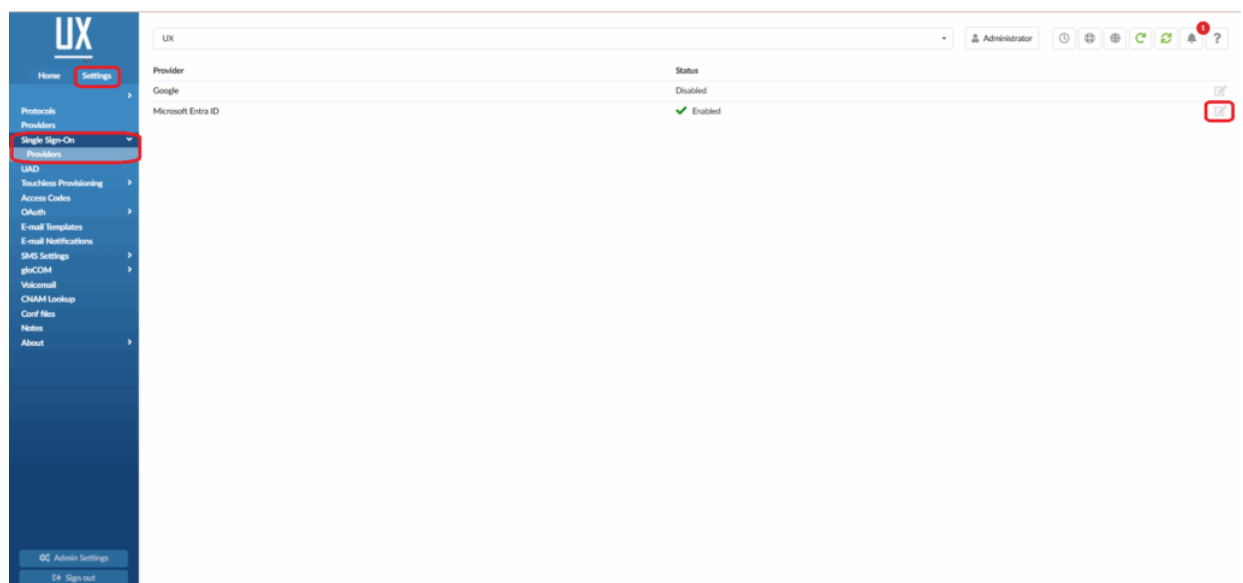 UX
Home Settings
Protocols
Providers
Single Sign-On
Providers
UAD
Touchless Provisioning
Access Codes
OAuth
E-mail Templates
E-mail Notifications
SMS Settings
gloCOM
Voicemail
CNAM Lookup
Conf files
Notes
About
Admin Settings
Sign out
UX Administrator 1 ?
Provider Status
Google Disabled
Microsoft Entra ID Enabled